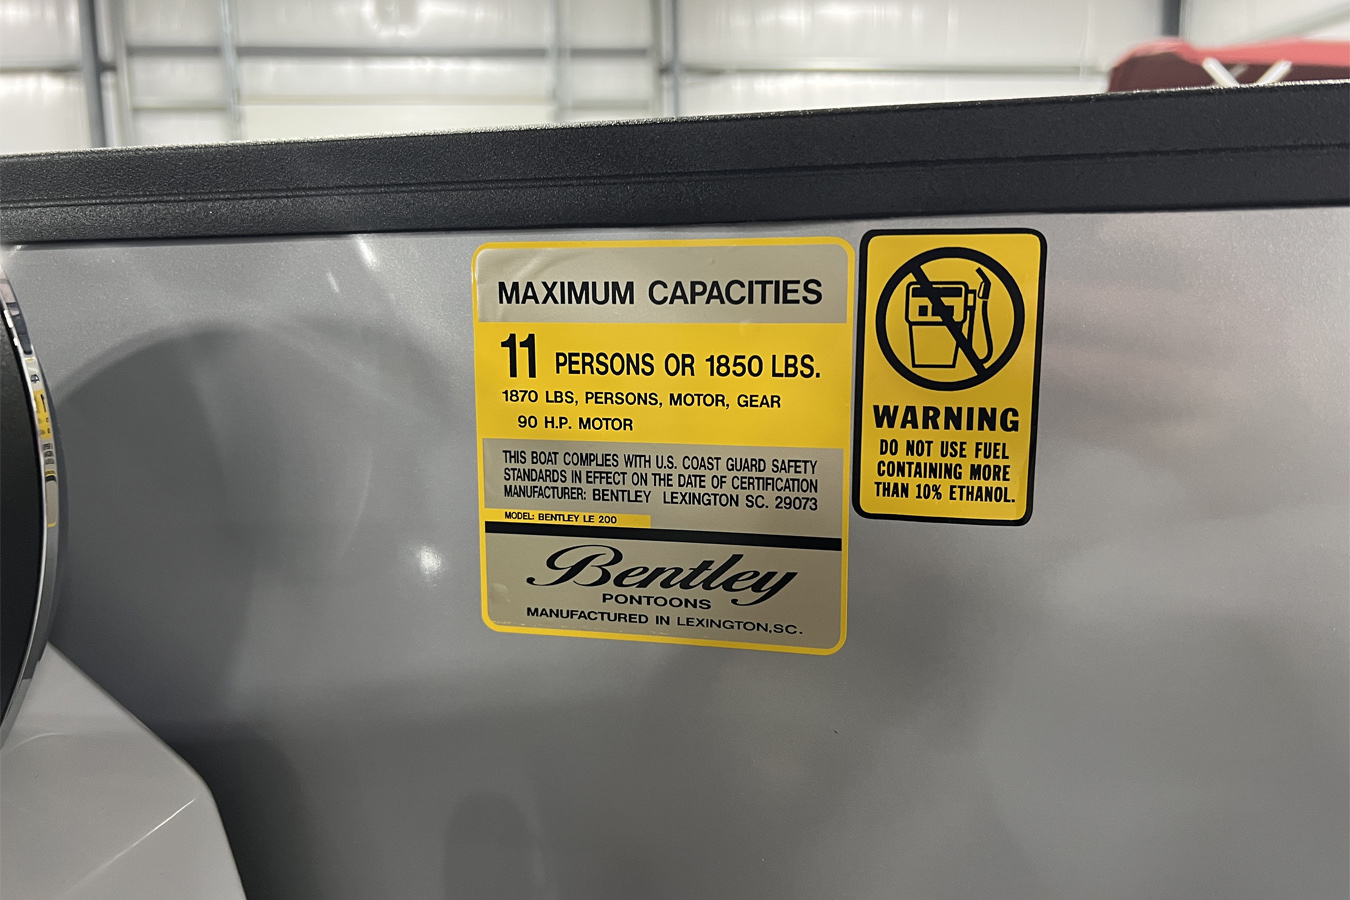 MAXIMUM CAPACITIES
11 PERSONS OR 1850 LBS.
1870 LBS, PERSONS, MOTOR, GEAR
90 H.P. MOTOR
THIS BOAT COMPLIES WITH U.S. COAST GUARD SAFETY
STANDARDS IN EFFECT ON THE DATE OF CERTIFICATION
MANUFACTURER: BENTLEY LEXINGTON SC. 29073
MODEL: BENTLEY LE 200
Bentley
PONTOONS
MANUFACTURED IN LEXINGTON,SC.
WARNING
DO NOT USE FUEL
CONTAINING MORE
THAN 10% ETHANOL.